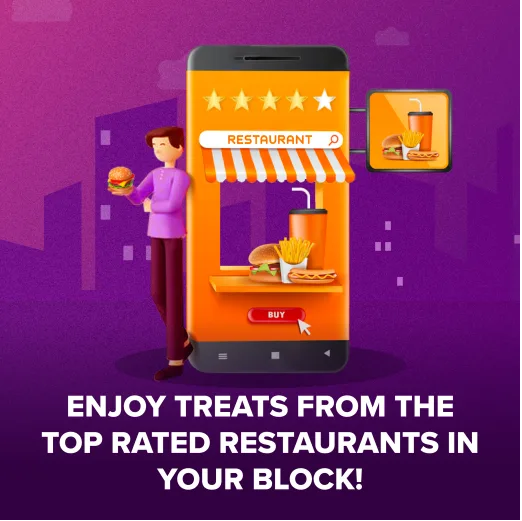 RESTAURANT
BUY
ENJOY TREATS FROM THE
TOP RATED RESTAURANTS IN
YOUR BLOCK!